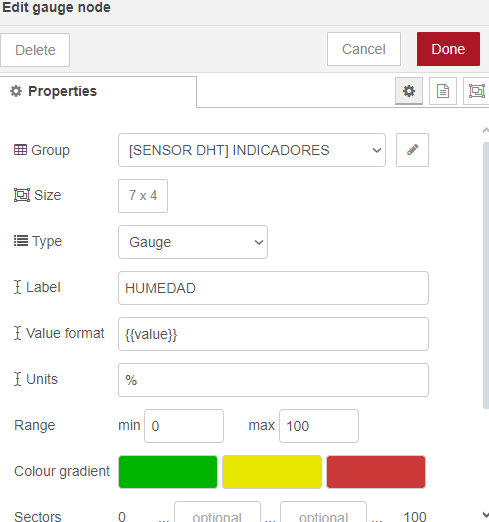 Edit gauge node
Delete Cancel Done
Properties
Group [SENSOR DHT] INDICADORES
Size 7 x 4
Type Gauge
Label HUMEDAD
Value format {{value}}
Units %
Range min 0 max 100
Colour gradient
Sectors 0 ... optional ... optional ... 100